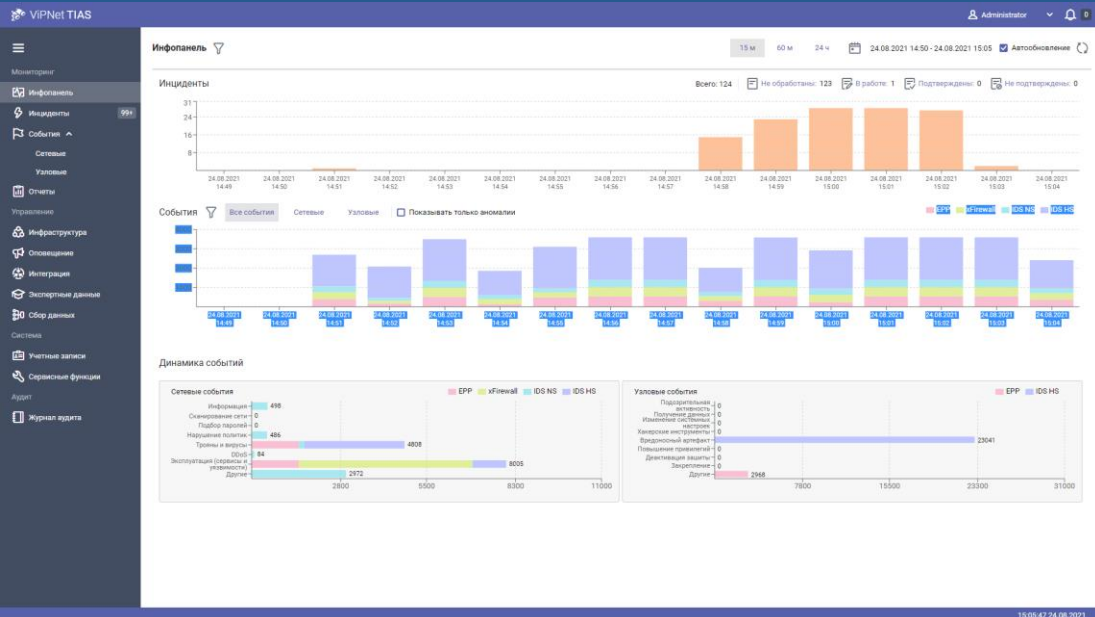 ViPNet TIAS
Administrator
0
Мониторинг
Инфопанель
Инциденты 99+
События
Сетевые
Узловые
Отчеты
Управление
Инфраструктура
Оповещение
Интеграция
Экспертные данные
Сбор данных
Система
Учетные записи
Сервисные функции
Аудит
Журнал аудита
Инфопанель
15 м 60 м 24 ч 24.08.2021 14:50 - 24.08.2021 15:05 Автообновление
Инциденты
Всего: 124 Не обработаны: 123 В работе: 1 Подтверждены: 0 Не подтверждены: 0
31
24
16
8
24.08.2021 24.08.2021 24.08.2021 24.08.2021 24.08.2021 24.08.2021 24.08.2021 24.08.2021 24.08.2021 24.08.2021 24.08.2021 24.08.2021 24.08.2021 24.08.2021 24.08.2021 24.08.2021
14:49 14:50 14:51 14:52 14:53 14:54 14:55 14:56 14:57 14:58 14:59 15:00 15:01 15:02 15:03 15:04
События Все события Сетевые Узловые Показывать только аномалии
EPP xFirewall IDS NS IDS HS
24.08.2021 24.08.2021 24.08.2021 24.08.2021 24.08.2021 24.08.2021 24.08.2021 24.08.2021 24.08.2021 24.08.2021 24.08.2021 24.08.2021 24.08.2021 24.08.2021 24.08.2021 24.08.2021
14:49 14:50 14:51 14:52 14:53 14:54 14:55 14:56 14:57 14:58 14:59 15:00 15:01 15:02 15:03 15:04
Динамика событий
Сетевые события
EPP xFirewall IDS NS IDS HS
Информация 498
Сканирование сети 0
Подбор паролей 0
Нарушение политик 486
Трояны и вирусы 4808
DDoS 84
Эксплуатация (сервисы и
уязвимости) 8005
Другие 2972
2800 5500 8300 11000
Узловые события
EPP IDS HS
Подозрительная
активность 0
Получение данных 0
Изменение системных
настроек 0
Хакерские инструменты 0
Вредоносный артефакт 23041
Повышение привилегий 0
Деактивация защиты 0
Закрепление 0
Другие 2968
7800 15500 23300 31000
15:05:47 24.08.2021